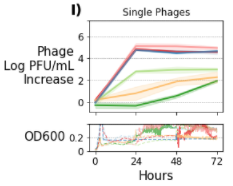 I)
Single Phages
Phage
Log PFU/mL
Increase
6
4
2
0
OD600
0.2
0
0
24
48
72
Hours